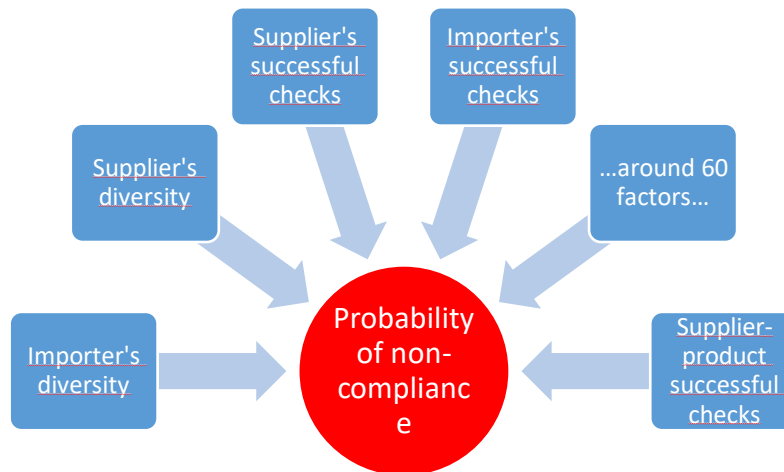 Supplier's
successful
checks
Importer's
successful
checks
Supplier's
diversity
...around 60
factors...
Importer's
diversity
Probability
of non-
complianc
e
Supplier-
product
successful
checks